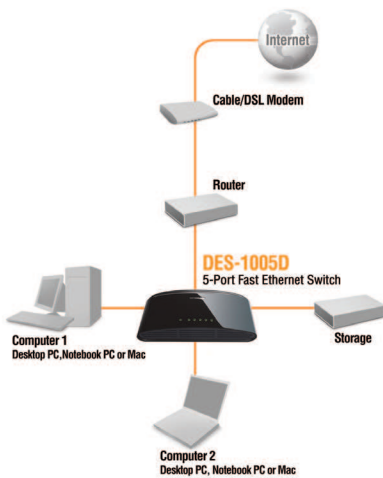 Internet
Cable/DSL Modem
Router
DES-1005D
5-Port Fast Ethernet Switch
Computer 1
Desktop PC,Notebook PC or Mac
Storage
Computer 2
Desktop PC, Notebook PC or Mac